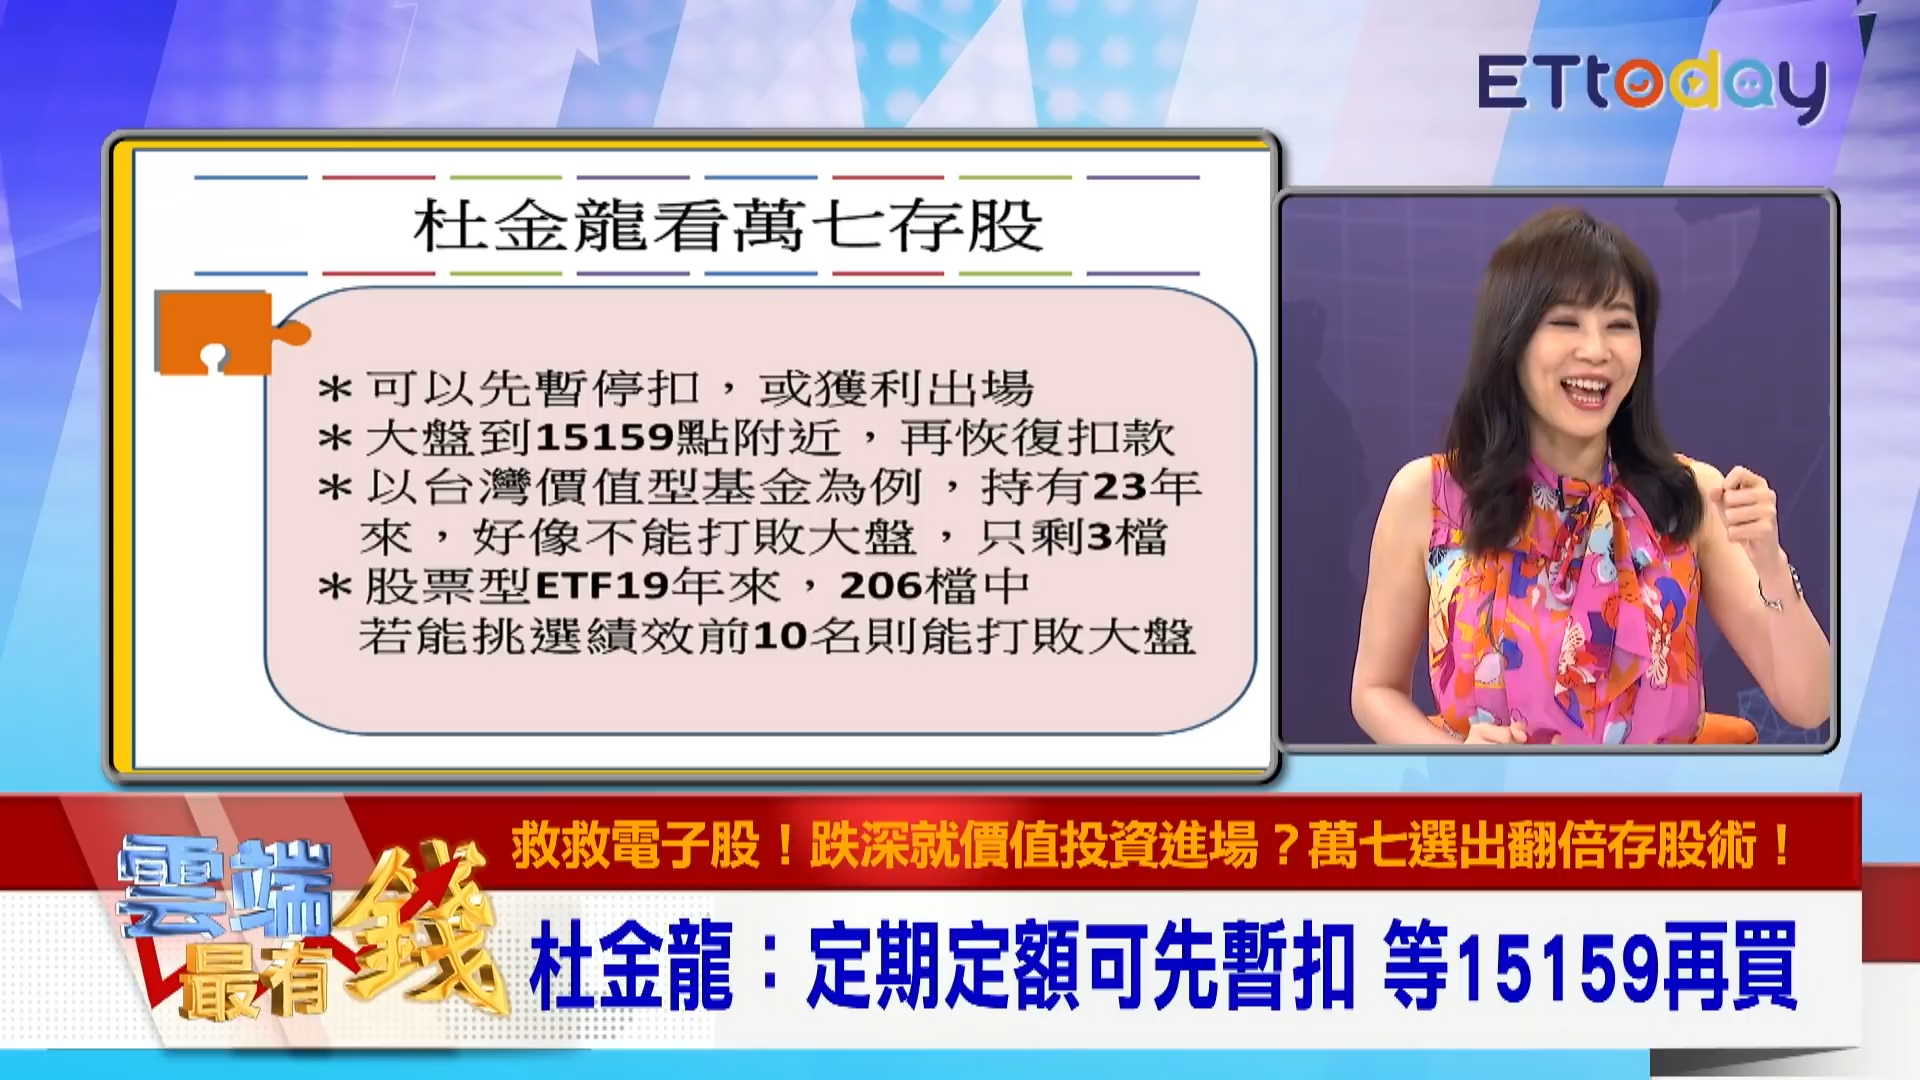 ETtoday
杜金龍看萬七存股
＊可以先暫停扣，或獲利出場
＊大盤到15159點附近，再恢復扣款
＊以台灣價值型基金為例，持有23年
來，好像不能打敗大盤，只剩3檔
＊股票型ETF19年來，206檔中
若能挑選績效前10名則能打敗大盤
救救電子股！跌深就價值投資進場？萬七選出翻倍存股術！
雲端
最有錢
杜金龍：定期定額可先暫扣 等15159再買